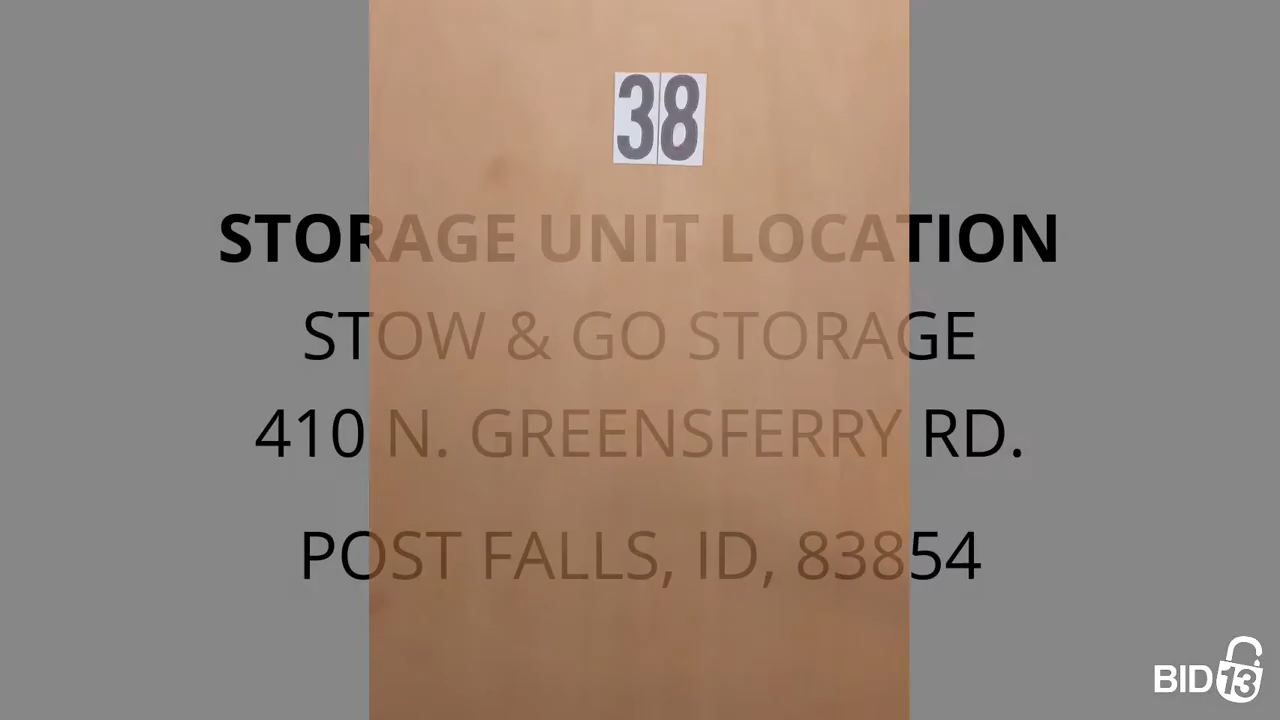 38
STORAGE UNIT LOCATION
STOW & GO STORAGE
410 N. GREENSFERRY RD.
POST FALLS, ID, 83854
BID13